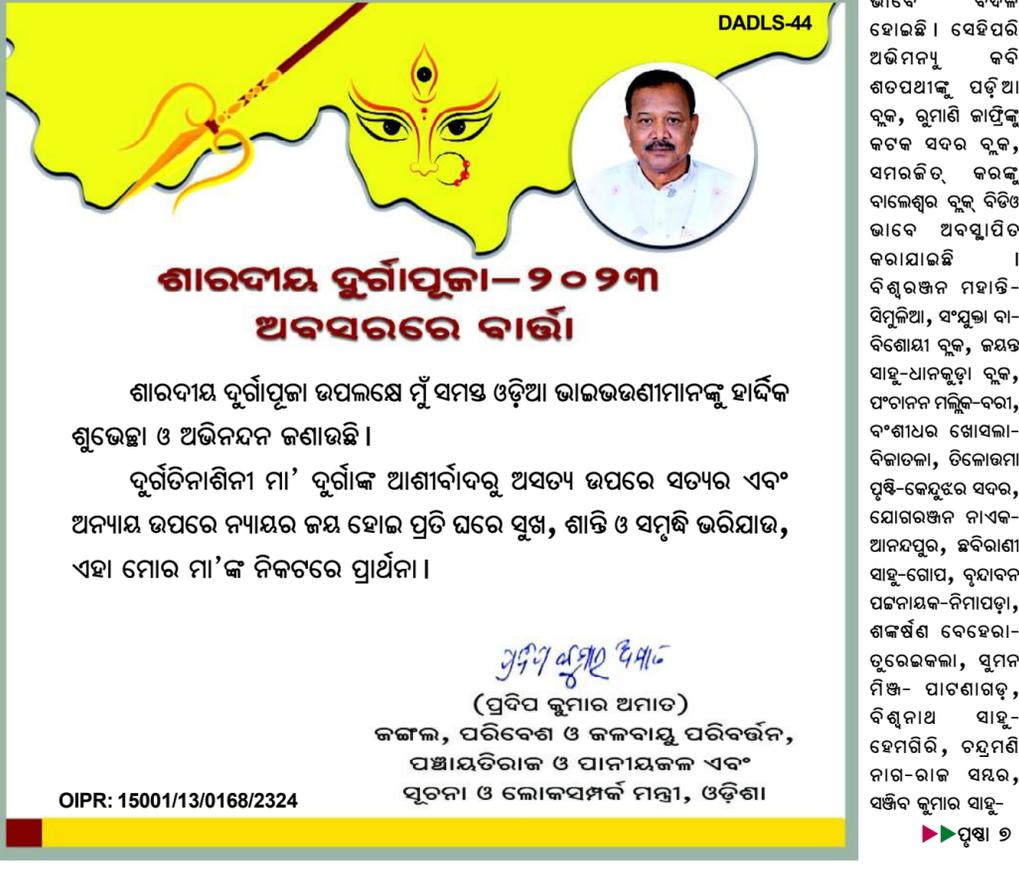 DADLS-44
ଶାରଦୀୟ ଦୁର୍ଗାପୂଜା–୨୦୨୩
ଅବସରରେ ବାର୍ତ୍ତା
ଶାରଦୀୟ ଦୁର୍ଗାପୂଜା ଉପଲକ୍ଷେ ମୁଁ ସମସ୍ତ ଓଡ଼ିଆ ଭାଇଭଉଣୀମାନଙ୍କୁ ହାର୍ଦ୍ଦିକ
ଶୁଭେଚ୍ଛା ଓ ଅଭିନନ୍ଦନ ଜଣାଉଛି।
ଦୁର୍ଗତିନାଶିନୀ ମା’ ଦୁର୍ଗାଙ୍କ ଆଶୀର୍ବାଦରୁ ଅସତ୍ୟ ଉପରେ ସତ୍ୟର ଏବଂ
ଅନ୍ୟାୟ ଉପରେ ନ୍ୟାୟର ଜୟ ହୋଇ ପ୍ରତି ଘରେ ସୁଖ, ଶାନ୍ତି ଓ ସମୃଦ୍ଧି ଭରିଯାଉ,
ଏହା ମୋର ମା’ଙ୍କ ନିକଟରେ ପ୍ରାର୍ଥନା।
ପ୍ରଦିପ କୁମାର ଅମାତ
(ପ୍ରଦିପ କୁମାର ଅମାତ)
ଜଙ୍ଗଲ, ପରିବେଶ ଓ ଜଳବାୟୁ ପରିବର୍ତ୍ତନ,
ପଞ୍ଚାୟତିରାଜ ଓ ପାନୀୟଜଳ ଏବଂ
ସୂଚନା ଓ ଲୋକସମ୍ପର୍କ ମନ୍ତ୍ରୀ, ଓଡ଼ିଶା
OIPR: 15001/13/0168/2324
ହୋଇଛି। ସେହିପରି
ଅଭିମନ୍ୟୁ କବି
ଶତପଥୀଙ୍କୁ ପଡ଼ିଆ
ବ୍ଲକ, ରୁମାଣି ଜାଫ୍ରିଙ୍କୁ
କଟକ ସଦର ବ୍ଲକ,
ସମରଜିତ୍ କରଙ୍କୁ
ବାଲେଶ୍ୱର ବ୍ଲକ୍ ବିଡିଓ
ଭାବେ ଅବସ୍ଥାପିତ
କରାଯାଇଛି ।
ବିଶ୍ୱରଞ୍ଜନ ମହାନ୍ତି-
ସିମୁଳିଆ, ସଂଯୁକ୍ତା ବା-
ବିଶୋୟୀ ବ୍ଲକ, ଜୟନ୍ତ
ସାହୁ-ଧାନକୁଡ଼ା ବ୍ଲକ,
ପଂଚାନନ ମଲ୍ଲିକ-ବରୀ,
ବଂଶୀଧର ଖୋସଲା-
ବିଜାତଳା, ତିଳୋତ୍ତମା
ପୃଷ୍ଟି-କେନ୍ଦୁଝର ସଦର,
ଯୋଗରଞ୍ଜନ ନାଏକ-
ଆନନ୍ଦପୁର, ଛବିରାଣୀ
ସାହୁ-ଗୋପ, ବୃନ୍ଦାବନ
ପଟ୍ଟନାୟକ-ନିମାପଡ଼ା,
ଶଙ୍କର୍ଷଣ ବେହେରା-
ତୁରେଇକଲା, ସୁମନ
ମିଞ୍ଜ- ପାଟଣାଗଡ଼,
ବିଶ୍ୱନାଥ ସାହୁ-
ହେମଗିରି, ଚନ୍ଦ୍ରମଣି
ନାଗ-ରାଜ ସମ୍ୱର,
ସଞ୍ଜିବ କୁମାର ସାହୁ-
ପୃଷ୍ଠା ୭